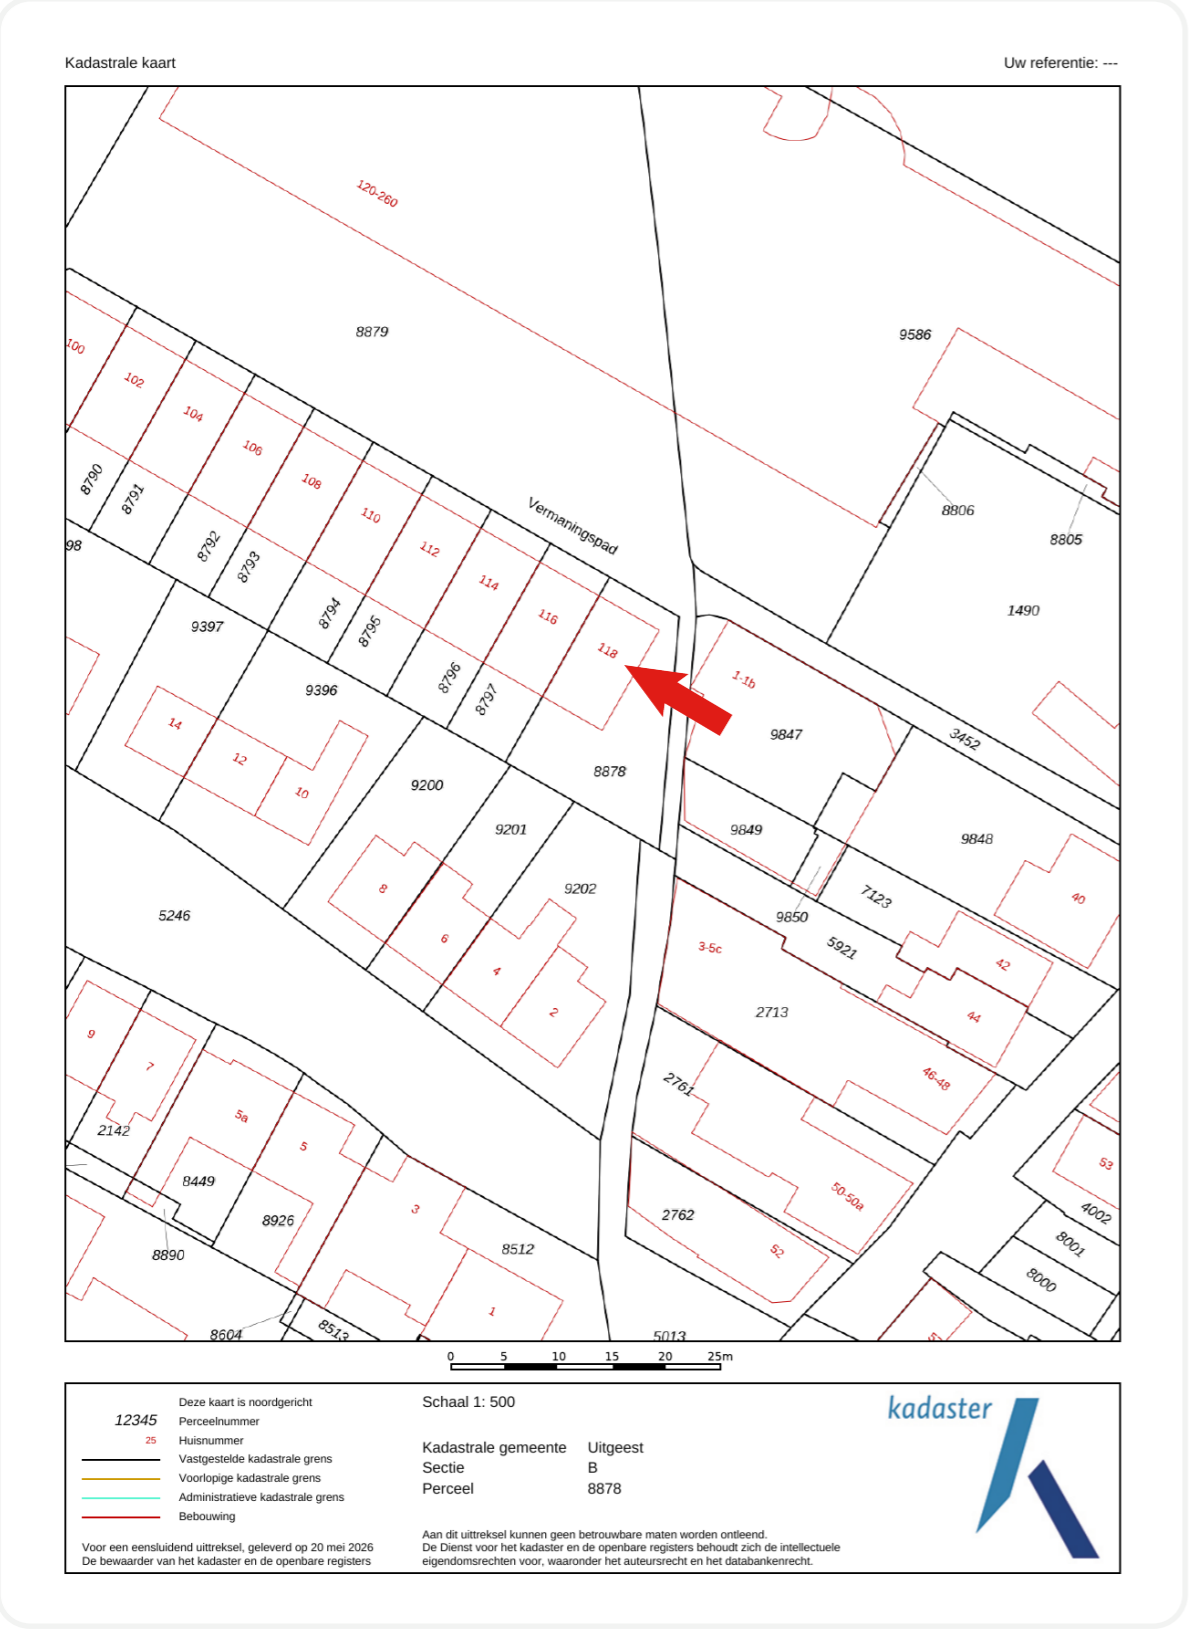 Kadastrale kaart
Uw referentie: ---
120-260
8879
9586
100
102
104
106
108
110
112
114
116
118
8790
8791
8792
8793
8794
8795
8796
8797
98
Vermaningspad
8806
8805
1490
9397
9396
14
12
10
9200
9201
9202
8878
1-1b
9847
3452
9849
9848
9850
7123
5921
40
42
44
8
6
4
2
5246
3-5c
2713
46-48
2761
50-50a
2762
52
9
7
5a
5
3
1
2142
8449
8926
8890
8512
8604
8513
5013
53
4002
8001
8000
0 5 10 15 20 25m
Deze kaart is noordgericht
12345 Perceelnummer
25 Huisnummer
Vastgestelde kadastrale grens
Voorlopige kadastrale grens
Administratieve kadastrale grens
Bebouwing
Voor een eensluidend uittreksel, geleverd op 20 mei 2026
De bewaarder van het kadaster en de openbare registers
Schaal 1: 500
Kadastrale gemeente Uitgeest
Sectie B
Perceel 8878
Aan dit uittreksel kunnen geen betrouwbare maten worden ontleend.
De Dienst voor het kadaster en de openbare registers behoudt zich de intellectuele
eigendomsrechten voor, waaronder het auteursrecht en het databankenrecht.
kadaster